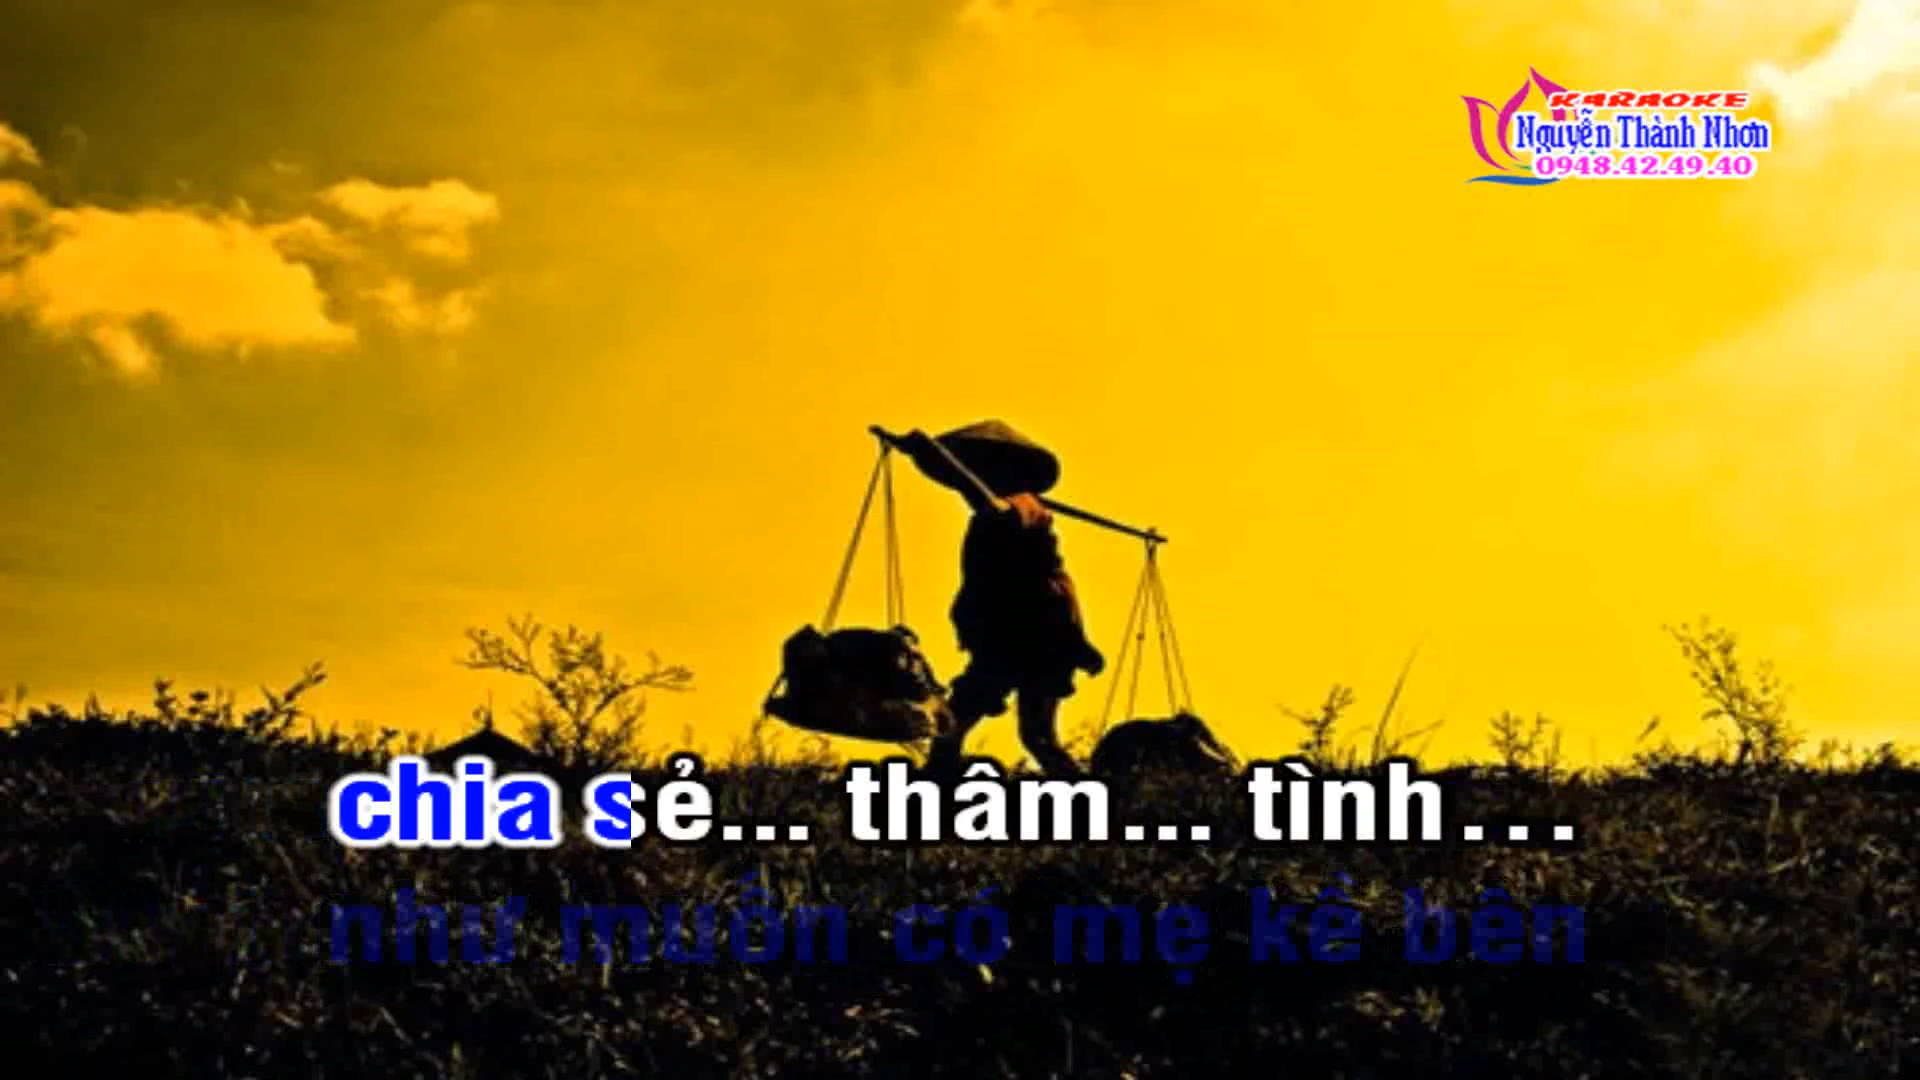 KARAOKE
Nguyễn Thành Nhơn
0948.42.49.40
chia sẻ... thâm... tình...
như muốn có mẹ kề bên